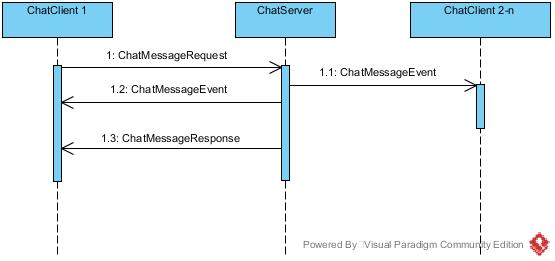 ChatClient 1
ChatServer
ChatClient 2-n
1: ChatMessageRequest
1.1: ChatMessageEvent
1.2: ChatMessageEvent
1.3: ChatMessageResponse
Powered By Visual Paradigm Community Edition